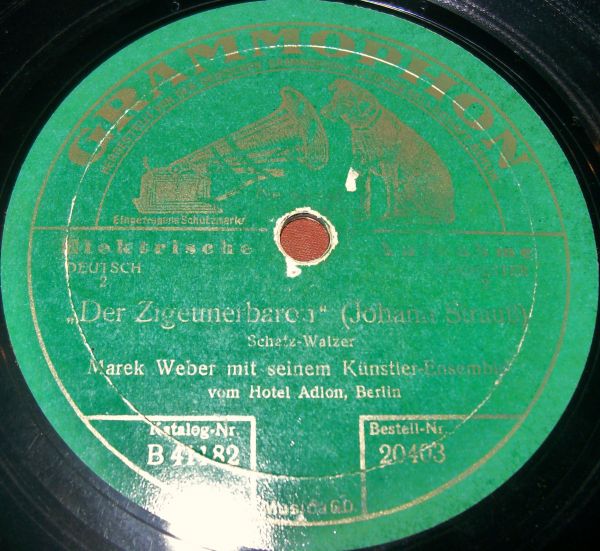 GRAMMOPHON
Eingetragene Schutzmarke
Elektrische
DEUTSCH
2
„Der Zigeunerbaron“ (Johann Strauß)
Schatz-Walzer
Marek Weber mit seinem Künstler-Ensemble
vom Hotel Adlon, Berlin
Katalog-Nr.
Bestell-Nr.
20403